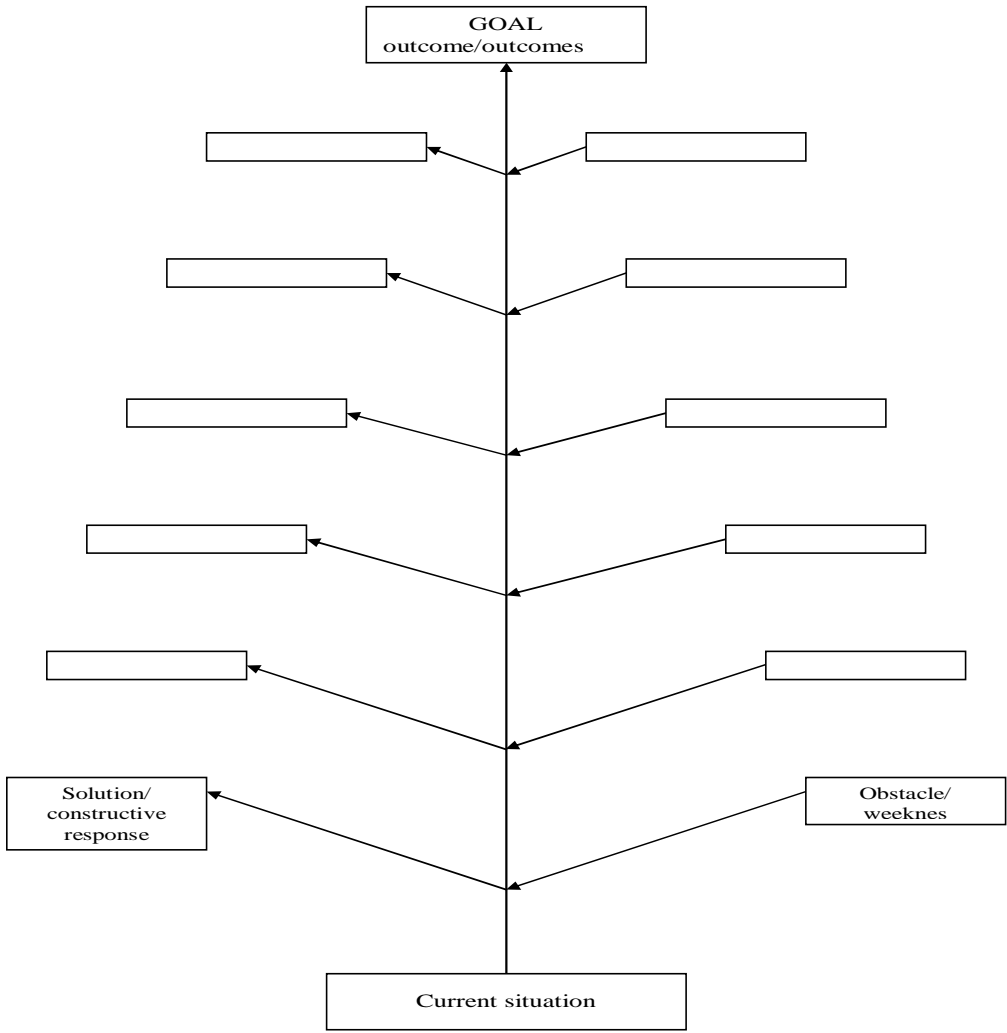 GOAL
outcome/outcomes
Solution/
constructive
response
Obstacle/
weeknes
Current situation